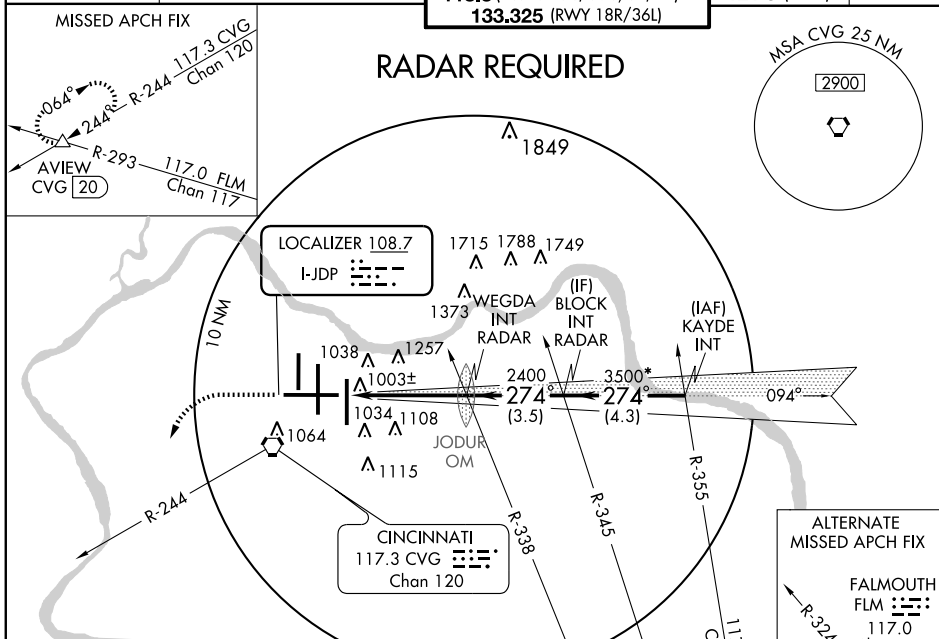 133.325 (RWY 18R/36L)
MISSED APCH FIX
R-244 117.3 CVG
Chan 120
064°
244°
R-293 117.0 FLM
Chan 117
AVIEW
CVG 20
RADAR REQUIRED
MSA CVG 25 NM
2900
1849
LOCALIZER 108.7
I-JDP
1715
1788
1749
1373
WEGDA
INT
RADAR
(IF)
BLOCK
INT
RADAR
(IAF)
KAYDE
INT
10 NM
1038
1257
1003±
1034
1108
1064
1115
2400
274°
(3.5)
3500*
274°
(4.3)
094°
JODUR
OM
R-244
R-338
R-345
R-355
CINCINNATI
117.3 CVG
Chan 120
ALTERNATE
MISSED APCH FIX
FALMOUTH
FLM
117.0
R-324